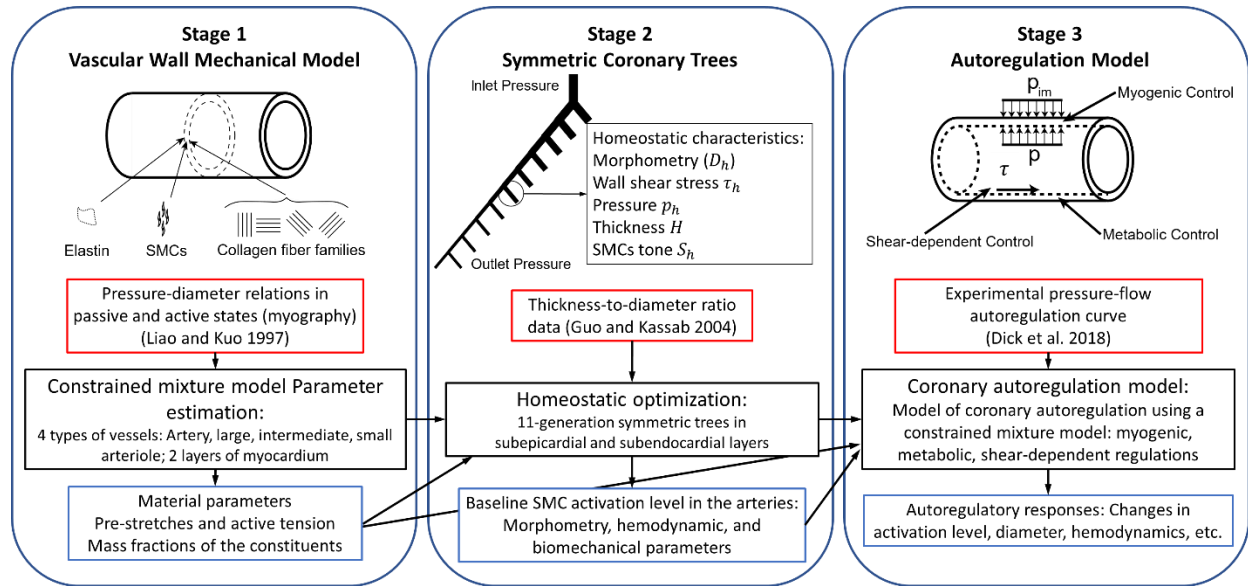 Stage 1
Vascular Wall Mechanical Model
Elastin
SMCs
Collagen fiber families
Pressure-diameter relations in
passive and active states (myography)
(Liao and Kuo 1997)
Constrained mixture model Parameter
estimation:
4 types of vessels: Artery, large, intermediate, small
arteriole; 2 layers of myocardium
Material parameters
Pre-stretches and active tension
Mass fractions of the constituents
Stage 2
Symmetric Coronary Trees
Inlet Pressure
Homeostatic characteristics:
Morphometry (D_h)
Wall shear stress τ_h
Pressure p_h
Thickness H
SMCs tone S_h
Outlet Pressure
Thickness-to-diameter ratio
data (Guo and Kassab 2004)
Homeostatic optimization:
11-generation symmetric trees in
subepicardial and subendocardial layers
Baseline SMC activation level in the arteries:
Morphometry, hemodynamic, and
biomechanical parameters
Stage 3
Autoregulation Model
p_im
Myogenic Control
p
τ
Shear-dependent Control
Metabolic Control
Experimental pressure-flow
autoregulation curve
(Dick et al. 2018)
Coronary autoregulation model:
Model of coronary autoregulation using a
constrained mixture model: myogenic,
metabolic, shear-dependent regulations
Autoregulatory responses: Changes in
activation level, diameter, hemodynamics, etc.